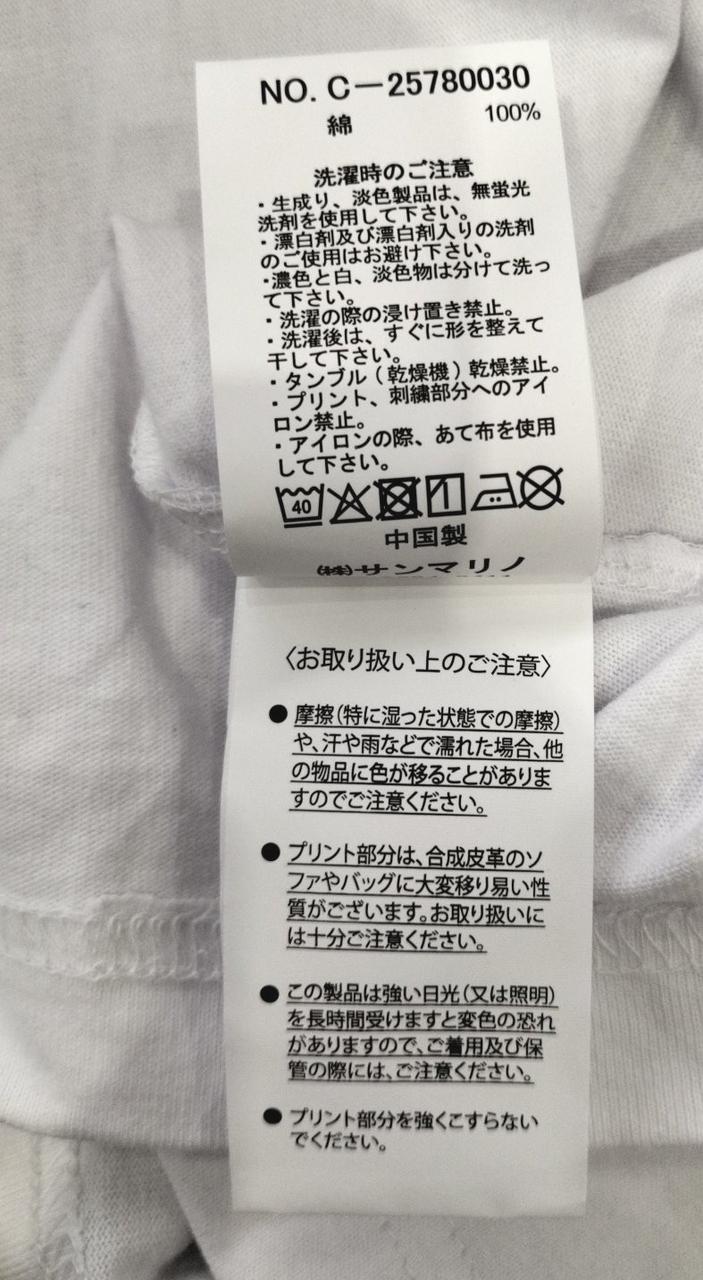 NO. C－25780030
綿 100%
洗濯時のご注意
・生成り、淡色製品は、無蛍光
洗剤を使用して下さい。
・漂白剤及び漂白剤入りの洗剤
のご使用はお避け下さい。
・濃色と白、淡色物は分けて洗っ
て下さい。
・洗濯の際の浸け置き禁止。
・洗濯後は、すぐに形を整えて
干して下さい。
・タンブル（乾燥機）乾燥禁止。
・プリント、刺繍部分へのアイ
ロン禁止。
・アイロンの際、あて布を使用
して下さい。
40
中国製
㈱サンマリノ
〈お取り扱い上のご注意〉
● 摩擦（特に湿った状態での摩擦）
や、汗や雨などで濡れた場合、他
の物品に色が移ることがありま
すのでご注意ください。
● プリント部分は、合成皮革のソ
ファやバッグに大変移り易い性
質がございます。お取り扱いに
は十分ご注意ください。
● この製品は強い日光（又は照明）
を長時間受けますと変色の恐れ
がありますので、ご着用及び保
管の際には、ご注意ください。
● プリント部分を強くこすらない
でください。